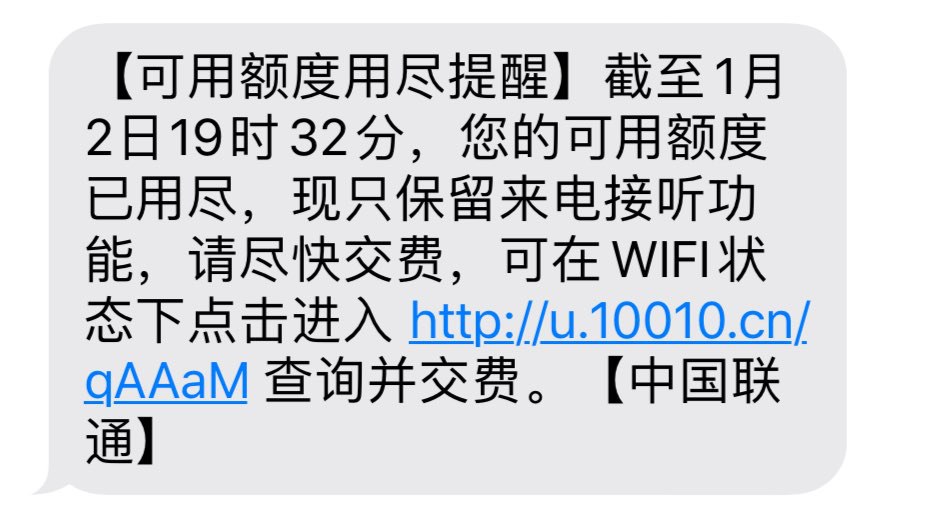 【可用额度用尽提醒】截至1月
2日19时32分，您的可用额度
已用尽，现只保留来电接听功
能，请尽快交费，可在WIFI状
态下点击进入 http://u.10010.cn/
qAAaM 查询并交费。【中国联
通】